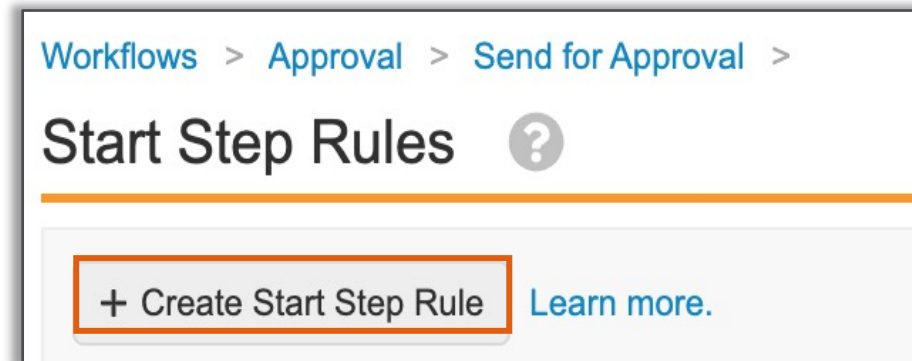 Workflows > Approval > Send for Approval >
Start Step Rules ?
+ Create Start Step Rule Learn more.